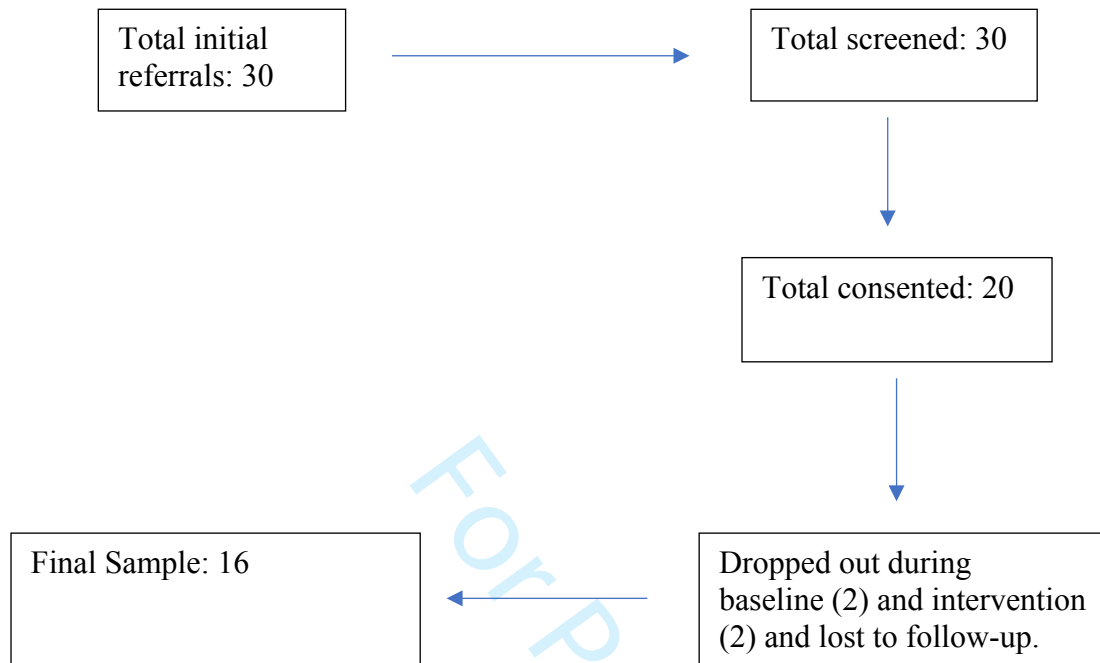 Total initial
referrals: 30
Total screened: 30
Total consented: 20
Dropped out during
baseline (2) and intervention
(2) and lost to follow-up.
Final Sample: 16
For P